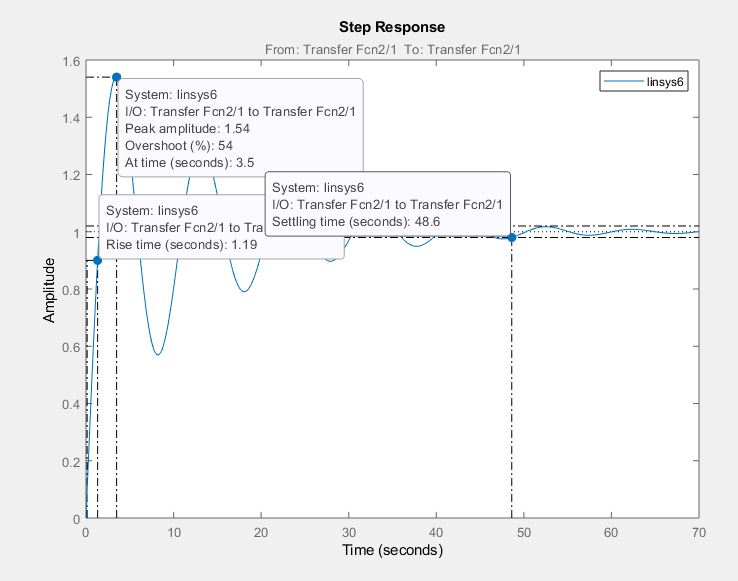 Step Response
From: Transfer Fcn2/1 To: Transfer Fcn2/1
linsys6
System: linsys6
I/O: Transfer Fcn2/1 to Transfer Fcn2/1
Peak amplitude: 1.54
Overshoot (%): 54
At time (seconds): 3.5
System: linsys6
I/O: Transfer Fcn2/1 to Transfer Fcn2/1
Settling time (seconds): 48.6
System: linsys6
I/O: Transfer Fcn2/1 to Tra
Rise time (seconds): 1.19
Amplitude
1.6
1.4
1.2
1
0.8
0.6
0.4
0.2
0
0 10 20 30 40 50 60 70
Time (seconds)